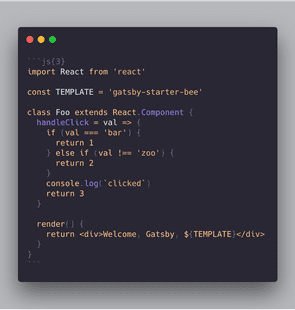 ```js{3}
import React from 'react'
const TEMPLATE = 'gatsby-starter-bee'
class Foo extends React.Component {
handleClick = val => {
if (val === 'bar') {
return 1
} else if (val !== 'zoo') {
return 2
}
console.log(`clicked`)
return 3
}
render() {
return <div>Welcome, Gatsby, ${TEMPLATE}</div>
}
}
```